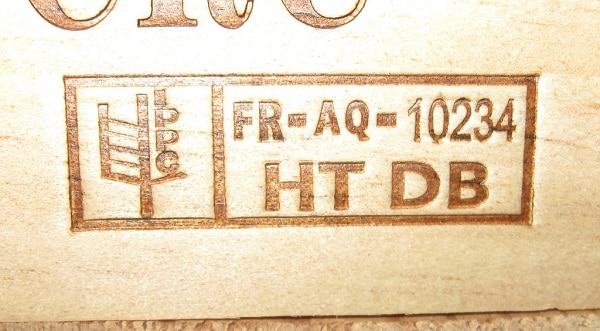 IPPC
FR-AQ-10234
HT DB